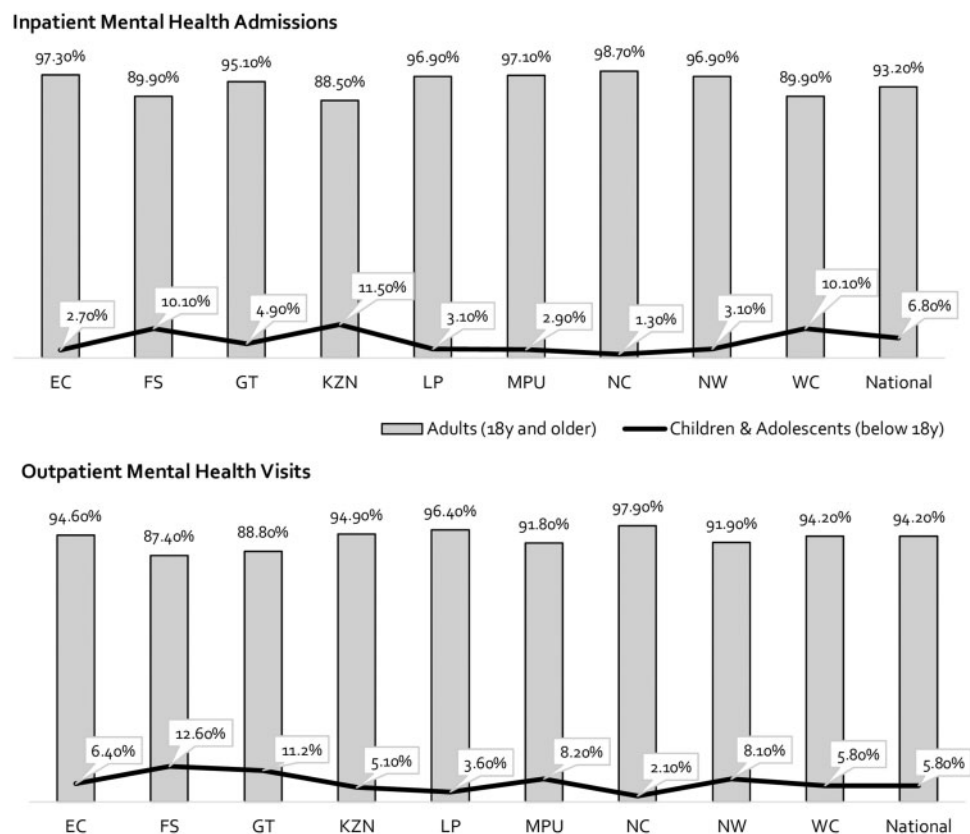 Inpatient Mental Health Admissions
97.30% 89.90% 95.10% 88.50% 96.90% 97.10% 98.70% 96.90% 89.90% 93.20%
2.70% 10.10% 4.90% 11.50% 3.10% 2.90% 1.30% 3.10% 10.10% 6.80%
EC FS GT KZN LP MPU NC NW WC National
Adults (18y and older) Children & Adolescents (below 18y)
Outpatient Mental Health Visits
94.60% 87.40% 88.80% 94.90% 96.40% 91.80% 97.90% 91.90% 94.20% 94.20%
6.40% 12.60% 11.2% 5.10% 3.60% 8.20% 2.10% 8.10% 5.80% 5.80%
EC FS GT KZN LP MPU NC NW WC National